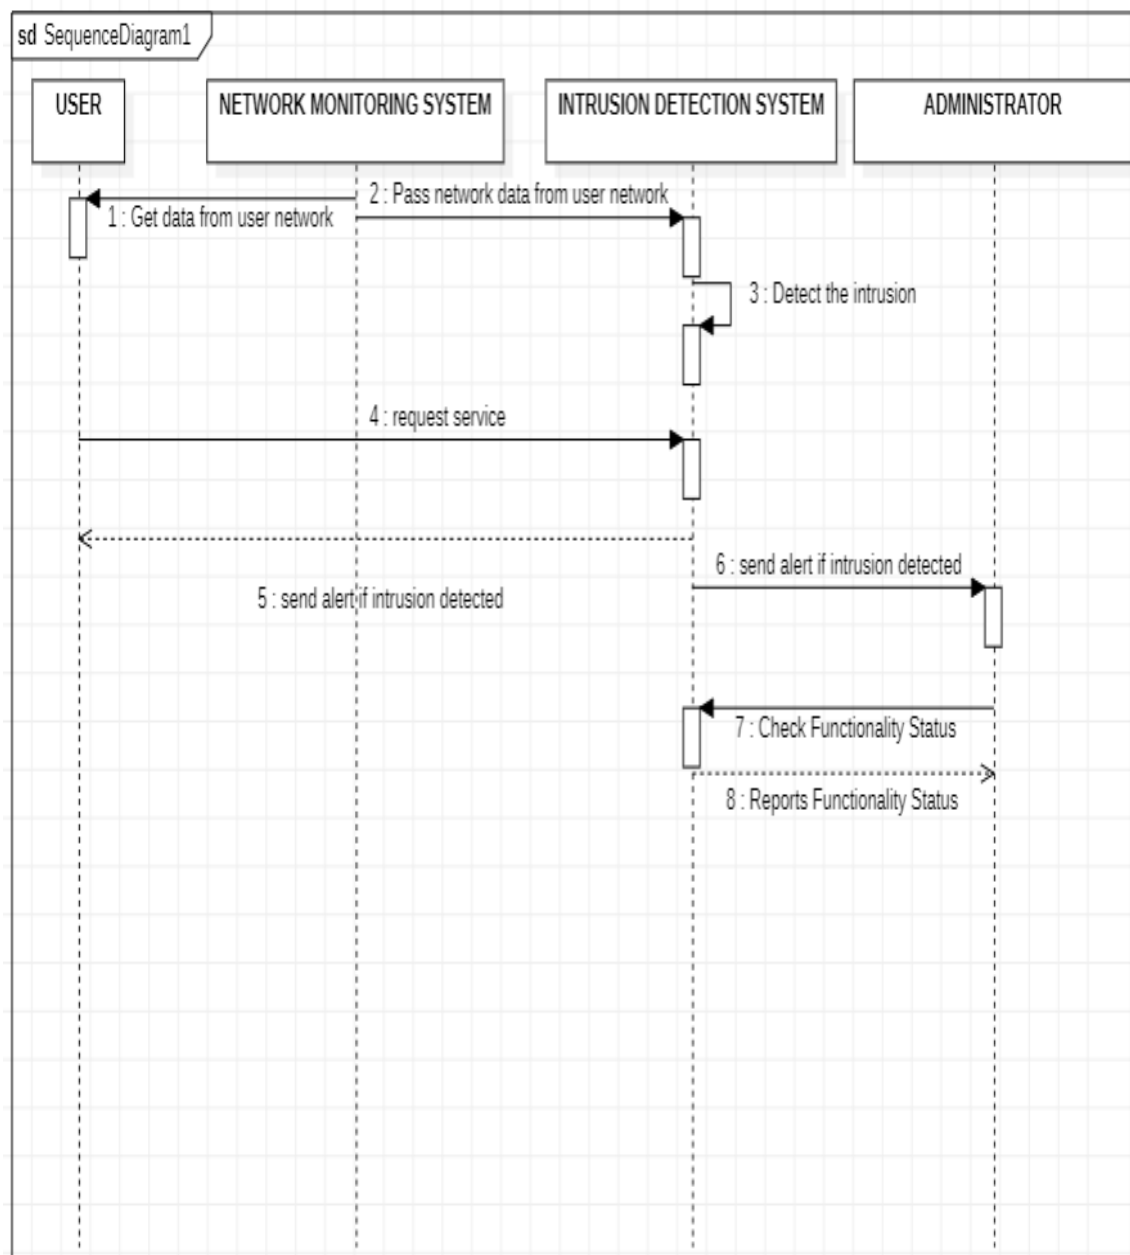 sd SequenceDiagram1
USER
NETWORK MONITORING SYSTEM
INTRUSION DETECTION SYSTEM
ADMINISTRATOR
2 : Pass network data from user network
1 : Get data from user network
3 : Detect the intrusion
4 : request service
6 : send alert if intrusion detected
5 : send alert if intrusion detected
7 : Check Functionality Status
8 : Reports Functionality Status